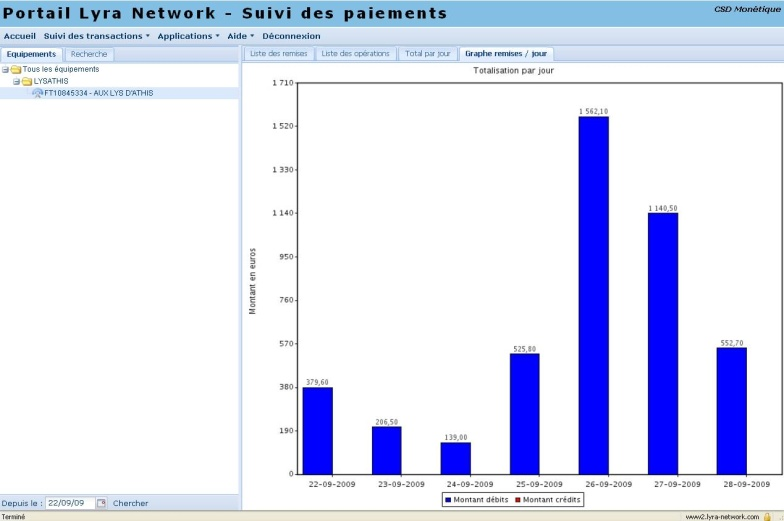 Portail Lyra Network - Suivi des paiements
CSD Monétique
Accueil Suivi des transactions Applications Aide Déconnexion
Equipements Recherche
Liste des remises Liste des opérations Total par jour Graphe remises / jour
Tous les équipements
LYSATHIS
FT10845334 - AUX LYS D'ATHIS
Totalisation par jour
Montant en euros
1 710
1 520
1 330
1 140
950
760
570
380
190
0
379,60
206,50
139,00
525,80
1 562,10
1 140,50
552,70
22-09-2009 23-09-2009 24-09-2009 25-09-2009 26-09-2009 27-09-2009 28-09-2009
Montant débits Montant crédits
Depuis le : 22/09/09 Chercher
Terminé
www2.lyra-network.com